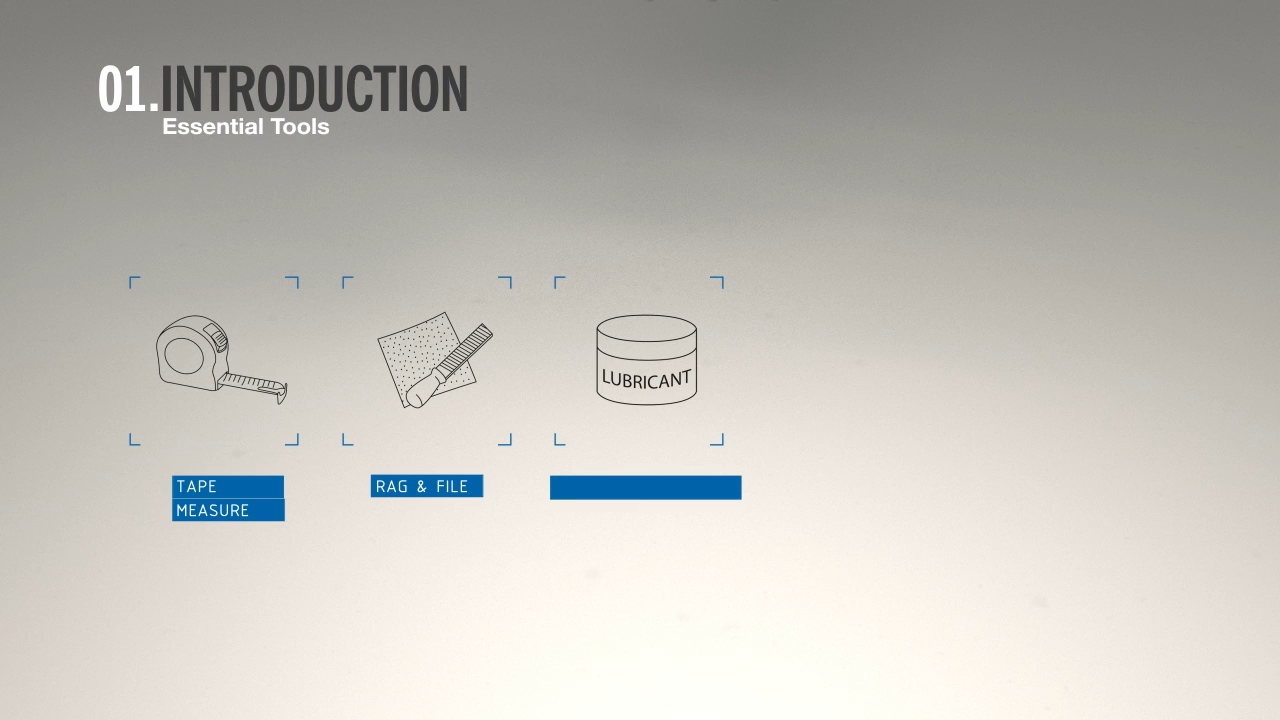 01.INTRODUCTION
Essential Tools
LUBRICANT
TAPE
MEASURE
RAG & FILE